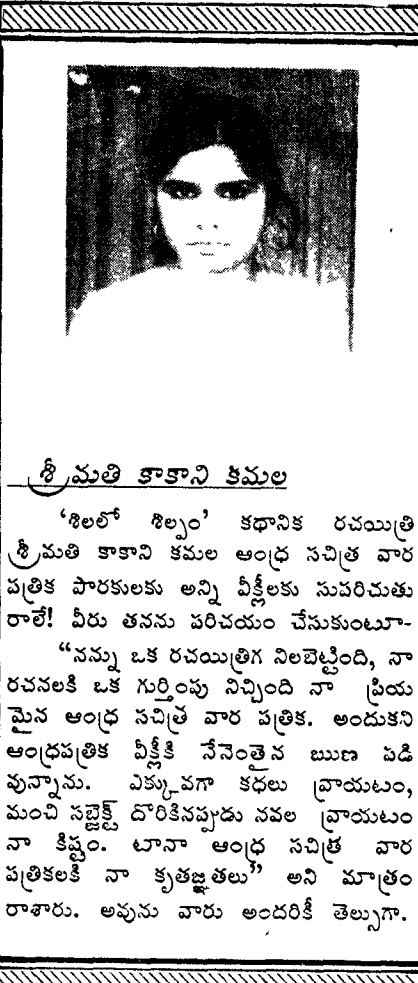 శ్రీమతి కాకాని కమల
‘శిలలో శిల్పం’ కథానిక రచయిత్రి
శ్రీమతి కాకాని కమల ఆంధ్ర సచిత్ర వార
పత్రిక పాఠకులకు అన్ని వీక్లీలకు సుపరిచితు
రాలే! వీరు తనను పరిచయం చేసుకుంటూ-
“నన్ను ఒక రచయిత్రిగ నిలబెట్టింది, నా
రచనలకి ఒక గుర్తింపు నిచ్చింది నా ప్రియ
మైన ఆంధ్ర సచిత్ర వార పత్రిక. అందుకని
ఆంధ్రపత్రిక వీక్లీకి నేనెంతైన ఋణ పడి
వున్నాను. ఎక్కువగా కధలు వ్రాయటం,
మంచి సబ్జెక్ట్ దొరికినప్పుడు నవల వ్రాయటం
నా కిష్టం. టానా ఆంధ్ర సచిత్ర వార
పత్రికలకి నా కృతజ్ఞతలు” అని మాత్రం
రాశారు. అవును వారు అందరికీ తెల్సుగా.